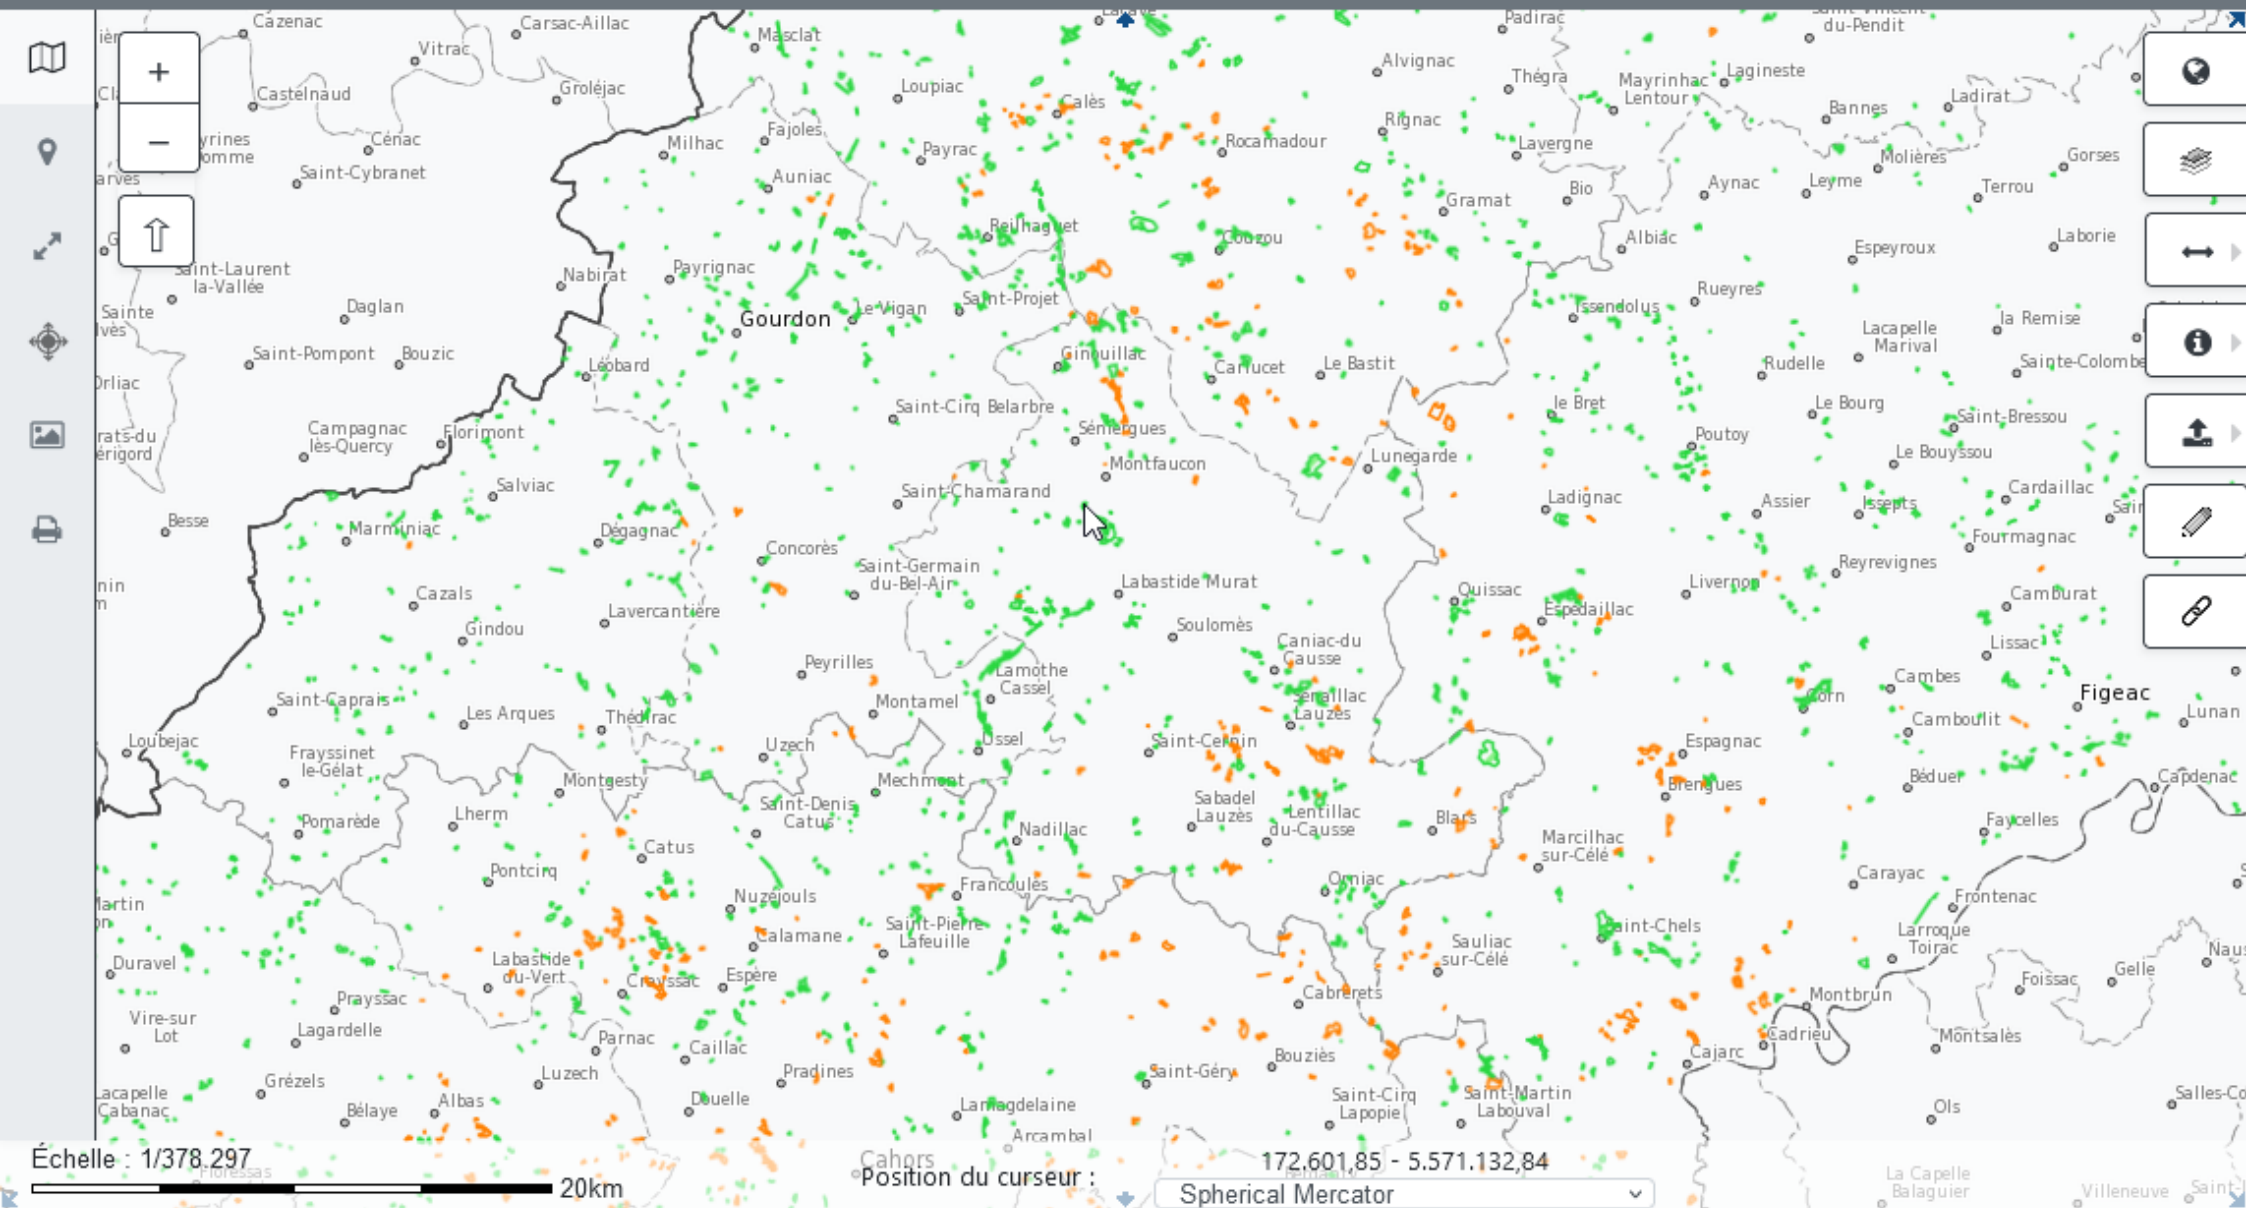 Cazenac
Carsac-Aillac
Masclat
Padirac
du-Pendit
Vitrac
Alvignac
Lagineste
Castelnaud
Groléjac
Loupiac
Calès
Thégra
Mayrinhac
Lentour
Bannes
Ladirat
Cénac
Milhac
Fajoles
Payrac
Rocamadour
Rignac
Lavergne
Molières
Gorses
Saint-Cybranet
Auniac
Gramat
Bio
Aynac
Leyme
Terrou
Reilhaguet
Couzou
Albiac
Espeyroux
Laborie
Saint-Laurent
la-Vallée
Nabirat
Payrignac
Saint-Projet
Issendolus
Rueyres
Daglan
Gourdon
Le Vigan
Lacapelle
Marival
la Remise
Sainte
Saint-Pompont
Bouzic
Léobard
Ginouillac
Carlucet
Le Bastit
Rudelle
Sainte-Colombe
Saint-Cirq Belarbre
le Bret
Le Bourg
Saint-Bressou
Campagnac
lès-Quercy
Florimont
Séniergues
Poutoy
Le Bouyssou
Montfaucon
Lunegarde
Salviac
Saint-Chamarand
Ladignac
Assier
Issepts
Cardaillac
Besse
Marminiac
Dégagnac
Fourmagnac
Concorès
Saint-Germain
du-Bel-Air
Labastide Murat
Quissac
Livernon
Reyrevignes
Cazals
Lavercantière
Espédaillac
Camburat
Gindou
Soulomès
Caniac-du
Causse
Lissac
Peyrilles
Lamothe
Cassel
Cambes
Figeac
Saint-Caprais
Les Arques
Thédirac
Montamel
Sénaillac
Lauzès
Corn
Camboulit
Lunan
Loubejac
Frayssinet
le-Gélat
Uzech
Ussel
Saint-Cernin
Espagnac
Montgesty
Mechmont
Brengues
Béduer
Capdenac
Pomarède
Lherm
Saint-Denis
Catus
Nadillac
Sabadel
Lauzès
Lentillac
du-Causse
Blars
Marcilhac
sur-Célé
Faycelles
Catus
Pontcirq
Nuzéjouls
Francoulès
Orniac
Carayac
Frontenac
Saint-Pierre
Lafeuille
Calamane
Saint-Chels
Larroque
Toirac
Duravel
Labastide
du-Vert
Crayssac
Espère
Sauliac
sur-Célé
Foissac
Gelle
Prayssac
Cabrerets
Montbrun
Vire-sur
Lot
Lagardelle
Parnac
Caillac
Cadrieu
Montsalès
Grézels
Luzech
Pradines
Saint-Géry
Bouziès
Cajarc
Lacapelle
Cabanac
Bélaye
Albas
Douelle
Lamagdelaine
Saint-Cirq
Lapopie
Saint-Martin
Labouval
Ols
Salles-Co
Arcambal
Échelle : 1/378.297
Floressas
Cahors
Position du curseur :
172.601,85 - 5.571.132,84
20km
Spherical Mercator
La Capelle
Balaguier
Villeneuve